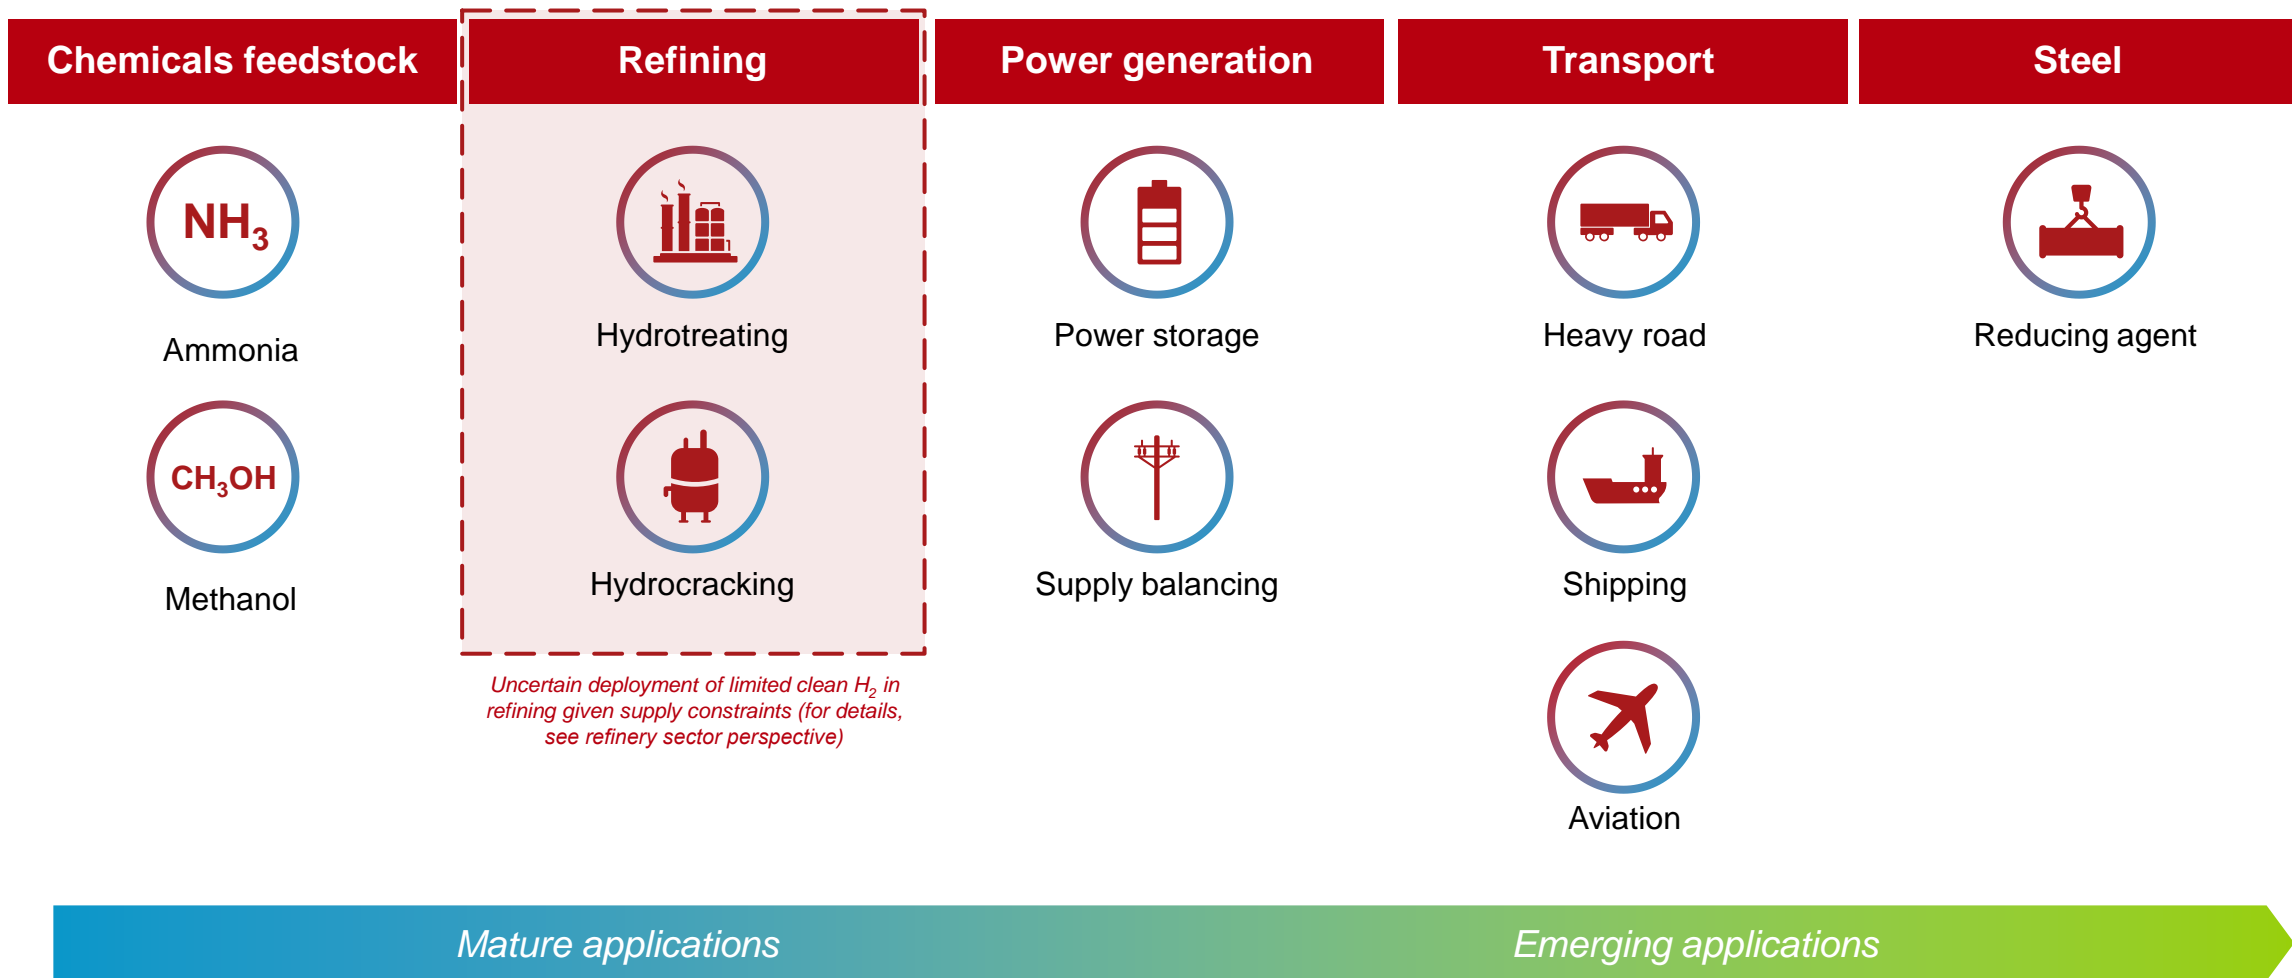 Chemicals feedstock
Refining
Power generation
Transport
Steel
NH₃
Ammonia
CH₃OH
Methanol
Hydrotreating
Hydrocracking
Uncertain deployment of limited clean H₂ in
refining given supply constraints (for details,
see refinery sector perspective)
Power storage
Supply balancing
Heavy road
Shipping
Aviation
Reducing agent
Mature applications
Emerging applications